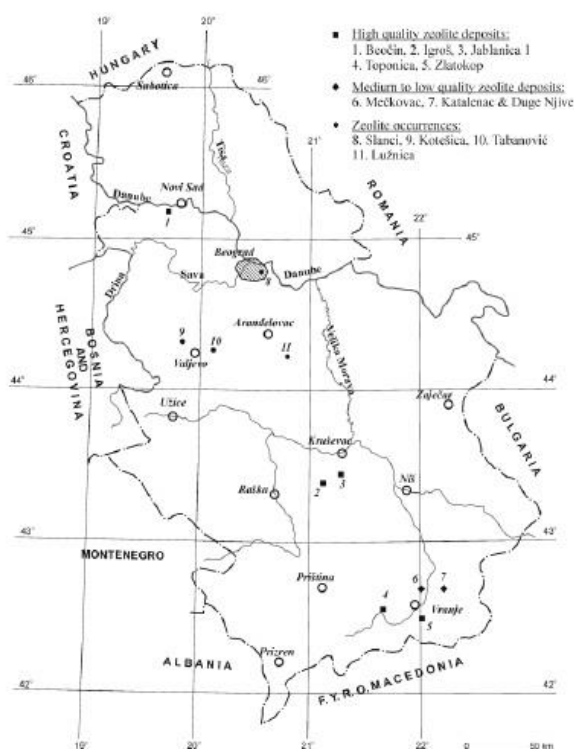 ■ High quality zeolite deposits:
1. Beočin, 2. Igroš, 3. Jablanica 1
4. Toponica, 5. Zlatokop
◆ Medium to low quality zeolite deposits:
6. Mečkovac, 7. Katalenac & Duge Njive
● Zeolite occurrences:
8. Slanci, 9. Kotešica, 10. Tabanović
11. Lužnica
19°
20°
HUNGARY
46°
Subotica
46
21°
CROATIA
Tisa
ROMANIA
Novi Sad
Danube
1
22°
45°
45°
Beograd
8
Danube
Sava
Drina
BOSNIA
AND
HERCEGOVINA
Aranđelovac
9
10
11
Valjevo
Velika Morava
44°
44°
Užice
Zaječar
BULGARIA
Kruševac
2
3
Raška
Niš
43°
43°
MONTENEGRO
Priština
6
7
4
Vranje
5
Prizren
ALBANIA
F.Y.R.O.MACEDONIA
42°
42°
19
20
21
22
0
50 km